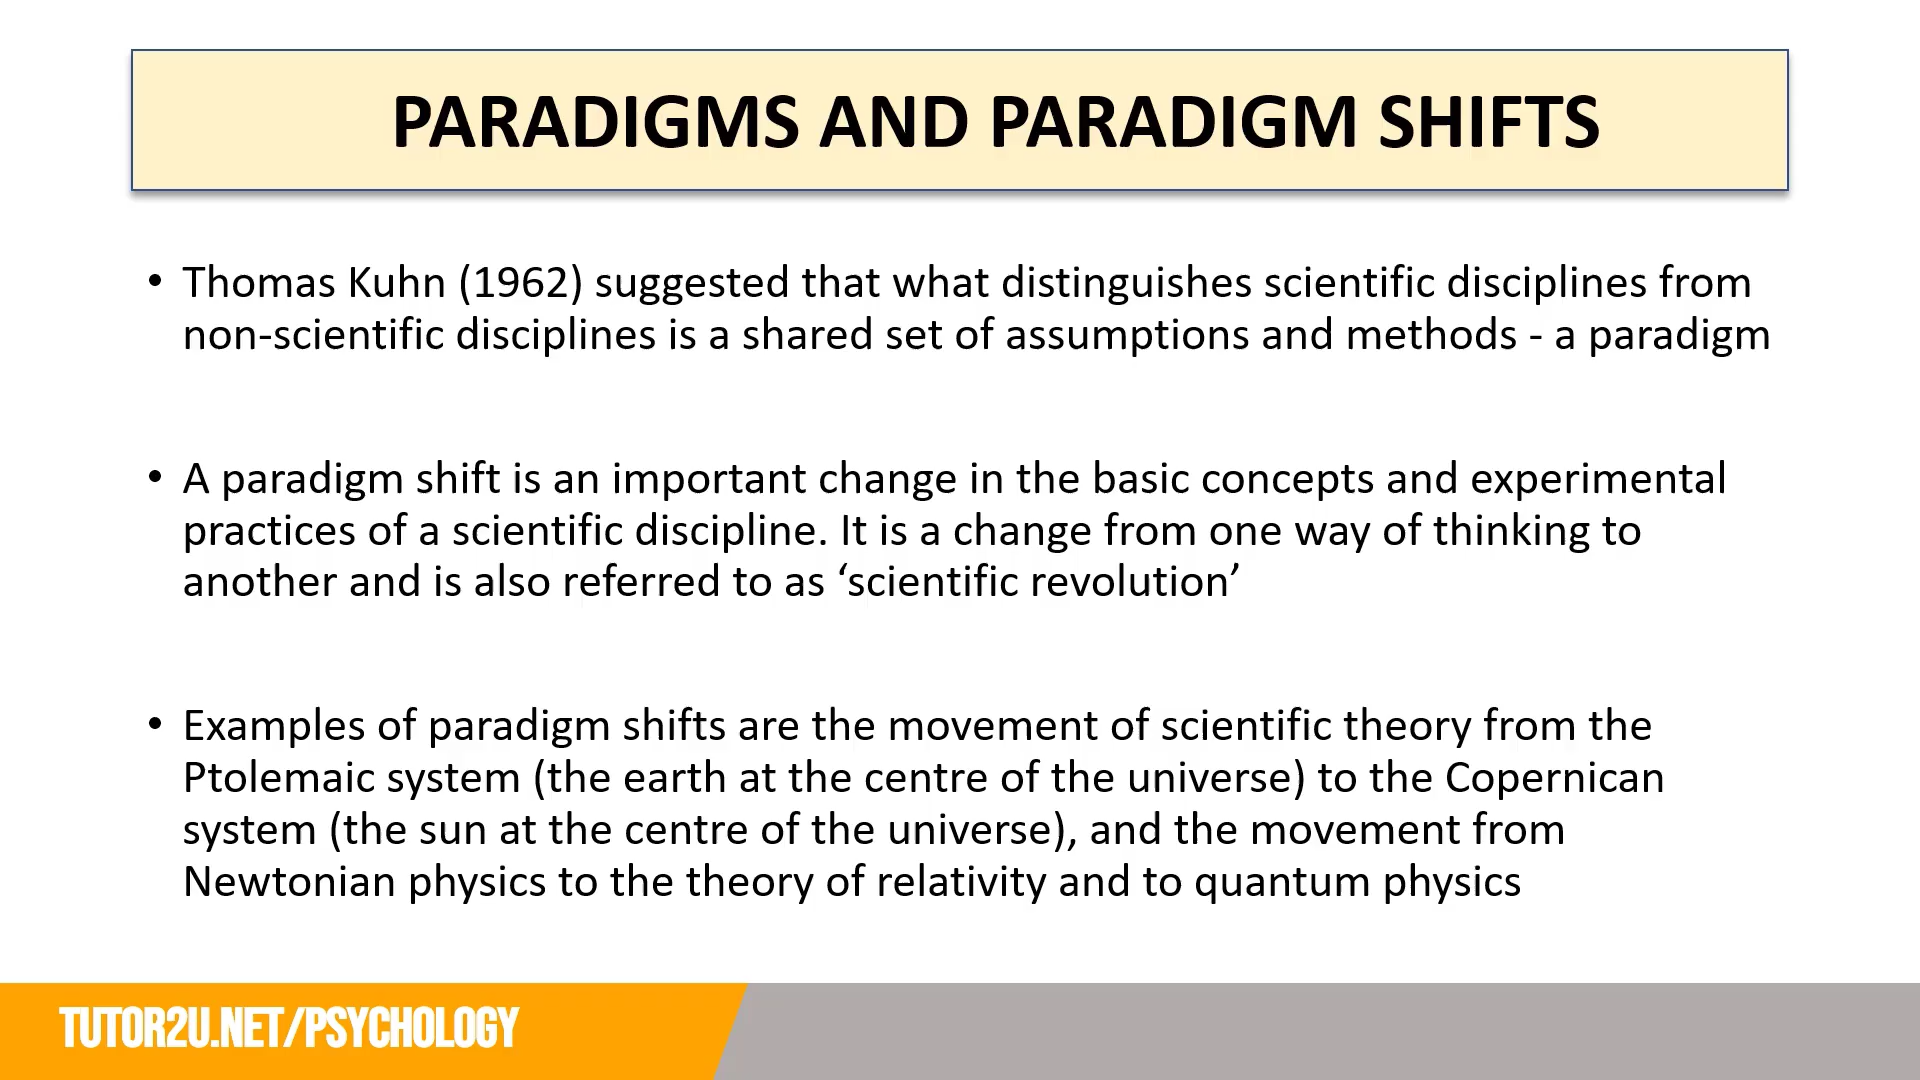 PARADIGMS AND PARADIGM SHIFTS
• Thomas Kuhn (1962) suggested that what distinguishes scientific disciplines from
non-scientific disciplines is a shared set of assumptions and methods - a paradigm
• A paradigm shift is an important change in the basic concepts and experimental
practices of a scientific discipline. It is a change from one way of thinking to
another and is also referred to as ‘scientific revolution’
• Examples of paradigm shifts are the movement of scientific theory from the
Ptolemaic system (the earth at the centre of the universe) to the Copernican
system (the sun at the centre of the universe), and the movement from
Newtonian physics to the theory of relativity and to quantum physics
TUTOR2U.NET/PSYCHOLOGY